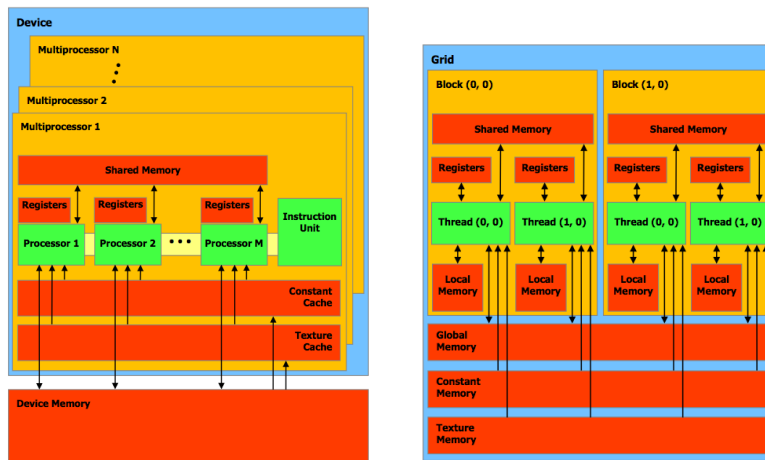 Device
Multiprocessor N
Multiprocessor 2
Multiprocessor 1
Shared Memory
Registers
Registers
Registers
Instruction
Unit
Processor 1
Processor 2
Processor M
Constant
Cache
Texture
Cache
Device Memory
Grid
Block (0, 0)
Shared Memory
Registers
Registers
Thread (0, 0)
Thread (1, 0)
Local
Memory
Local
Memory
Block (1, 0)
Shared Memory
Registers
Registers
Thread (0, 0)
Thread (1, 0)
Local
Memory
Local
Memory
Global
Memory
Constant
Memory
Texture
Memory